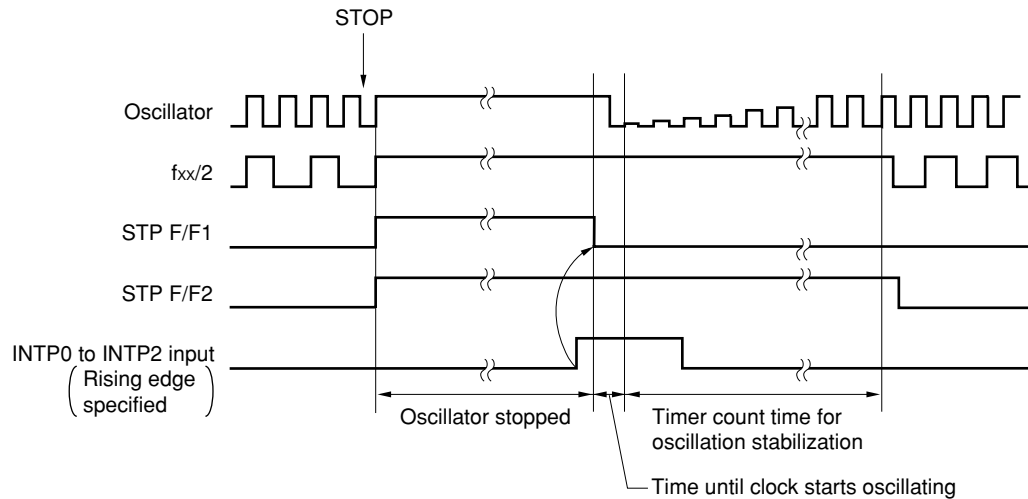 STOP
Oscillator
fxx/2
STP F/F1
STP F/F2
INTP0 to INTP2 input
( Rising edge
specified )
Oscillator stopped
Timer count time for
oscillation stabilization
Time until clock starts oscillating